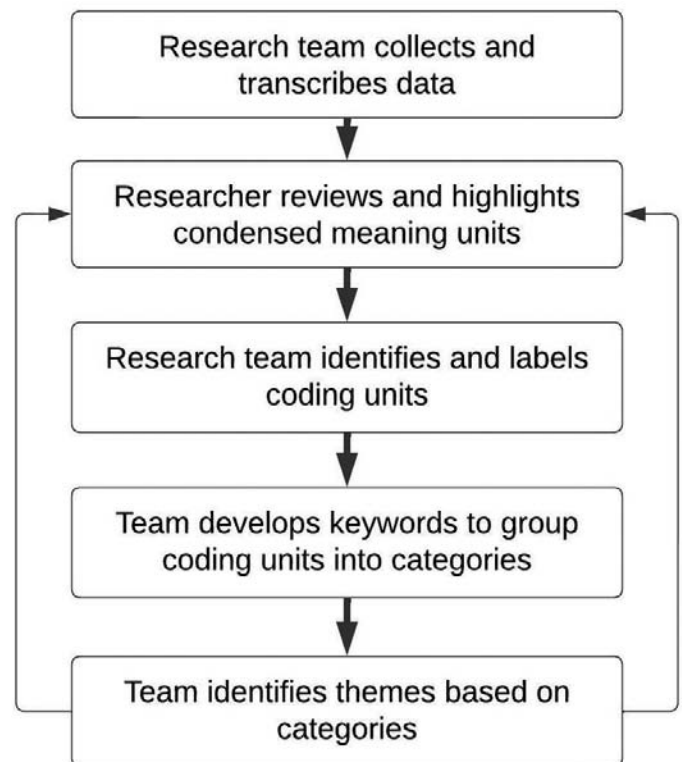 Research team collects and
transcribes data
Researcher reviews and highlights
condensed meaning units
Research team identifies and labels
coding units
Team develops keywords to group
coding units into categories
Team identifies themes based on
categories